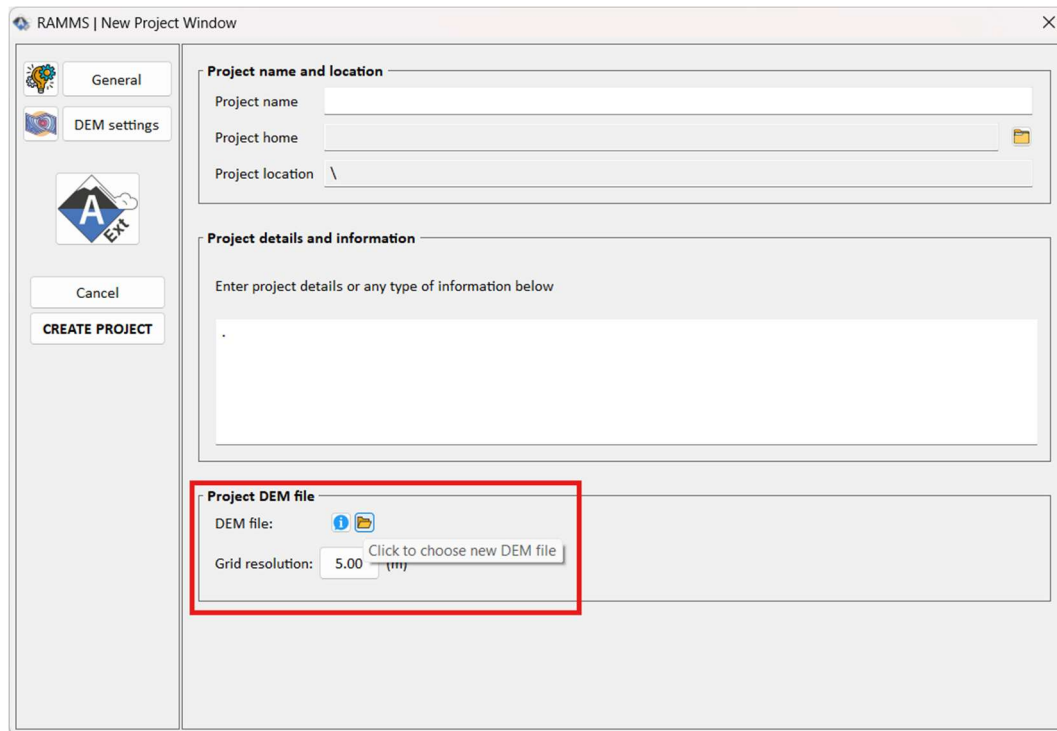 RAMMS | New Project Window
General
DEM settings
A
Ext
Cancel
CREATE PROJECT
Project name and location
Project name
Project home
Project location \
Project details and information
Enter project details or any type of information below
.
Project DEM file
DEM file:
Click to choose new DEM file
Grid resolution: 5.00 (m)